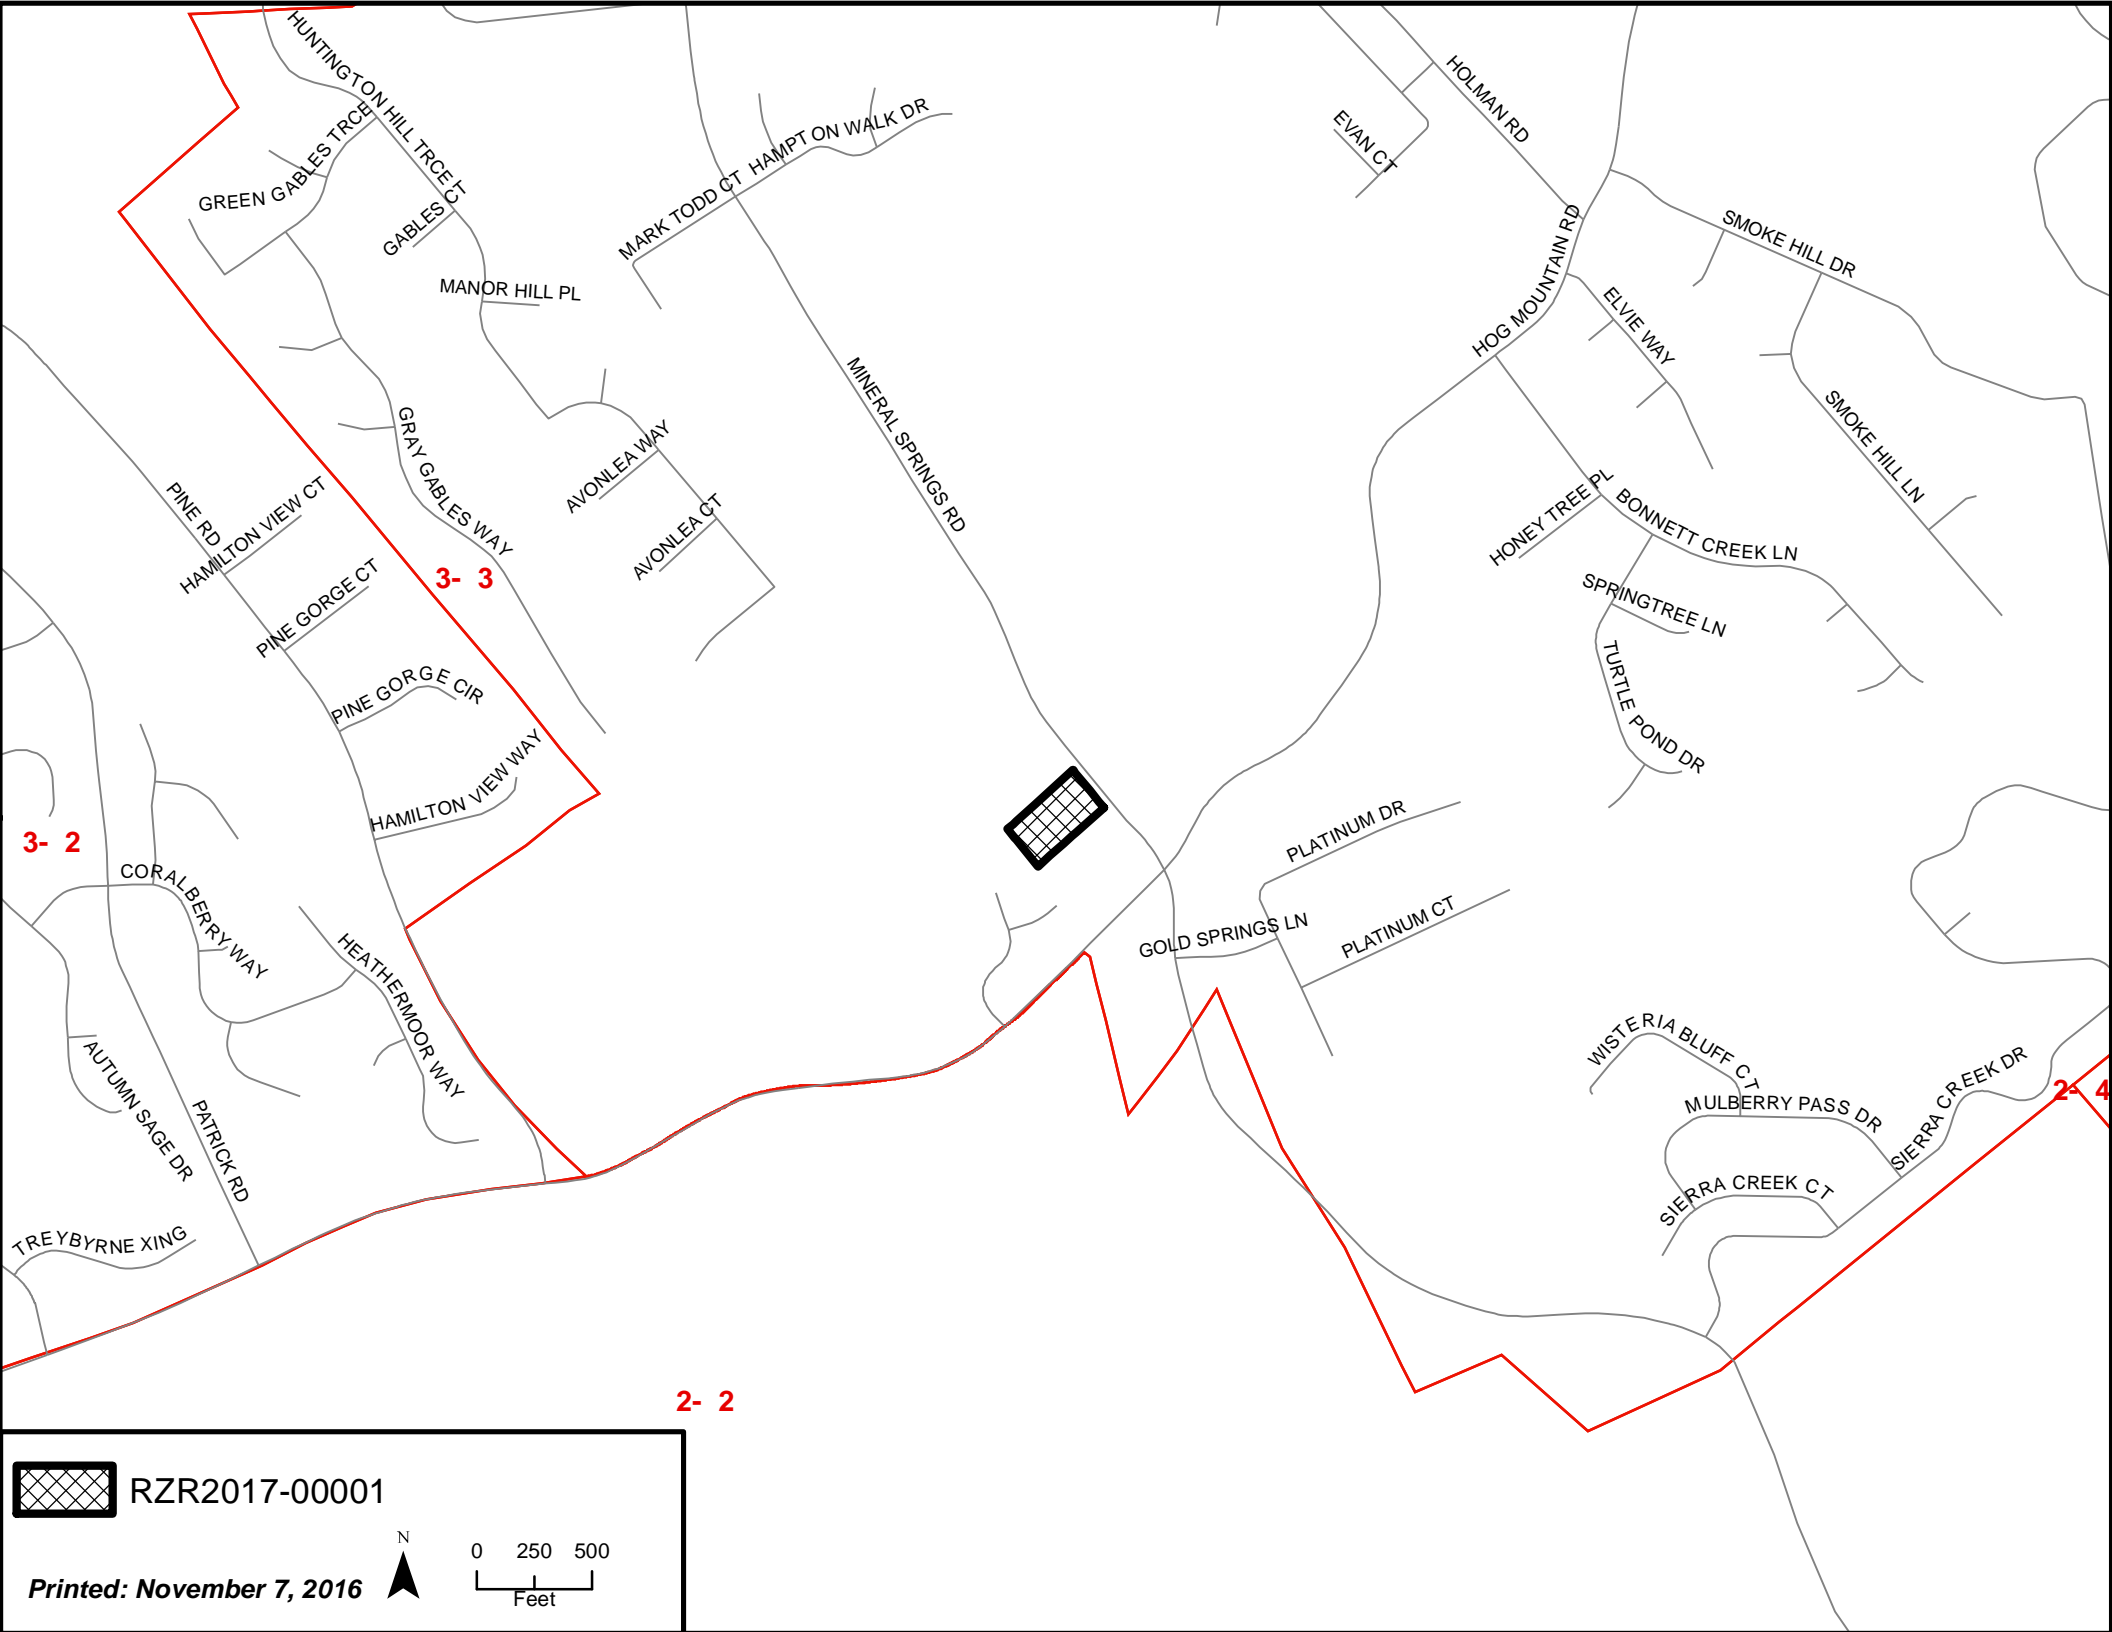 HUNTINGTON HILL TRCE
HOLMAN RD
EVAN CT
GREEN GABLES TRCE
HAMPTON WALK DR
MARK TODD CT
GABLES CT
HOG MOUNTAIN RD
SMOKE HILL DR
MANOR HILL PL
ELVIE WAY
MINERAL SPRINGS RD
SMOKE HILL LN
GRAY GABLES WAY
AVONLEA WAY
PINE RD
HAMILTON VIEW CT
AVONLEA CT
HONEY TREE PL
BONNETT CREEK LN
PINE GORGE CT
3- 3
SPRINGTREE LN
TURTLE POND DR
PINE GORGE CIR
HAMILTON VIEW WAY
3- 2
PLATINUM DR
CORALBERRY WAY
PLATINUM CT
GOLD SPRINGS LN
HEATHERMOOR WAY
WISTERIA BLUFF CT
AUTUMN SAGE DR
MULBERRY PASS DR
SIERRA CREEK DR
2- 4
PATRICK RD
SIERRA CREEK CT
TREYBYRNE XING
2- 2
RZR2017-00001
N
0 250 500
Feet
Printed: November 7, 2016